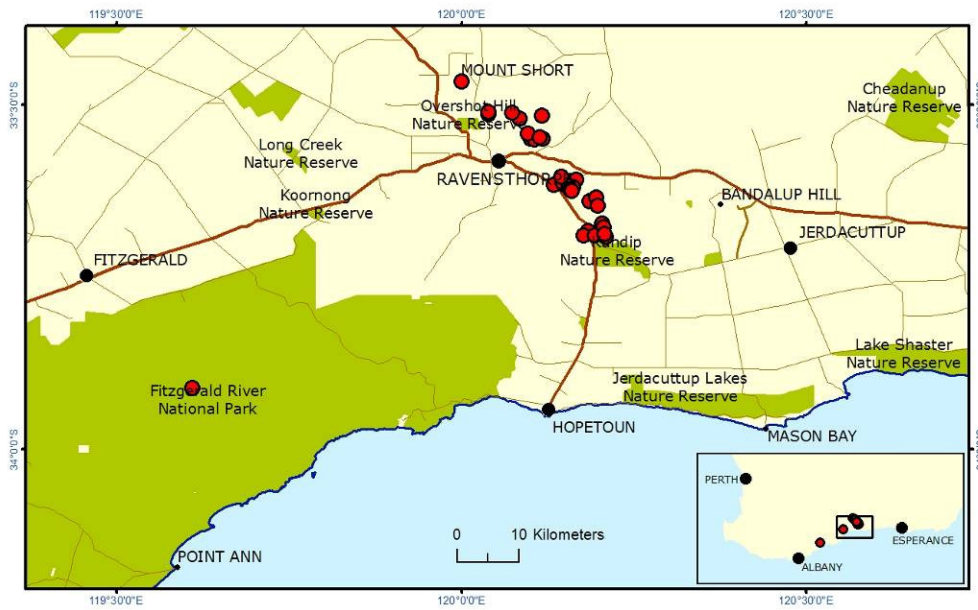 119°30'0"E
120°0'0"E
120°30'0"E
33°30'0"S
MOUNT SHORT
Overshot Hill
Nature Reserve
Cheadanup
Nature Reserve
Long Creek
Nature Reserve
RAVENSTHOR
Koornong
Nature Reserve
BANDALUP HILL
JERDACUTTUP
Kundip
Nature Reserve
FITZGERALD
Lake Shaster
Nature Reserve
Fitzgerald River
National Park
Jerdacuttup Lakes
Nature Reserve
HOPETOUN
MASON BAY
34°0'0"S
POINT ANN
0 10 Kilometers
PERTH
ESPERANCE
ALBANY
119°30'0"E
120°0'0"E
120°30'0"E